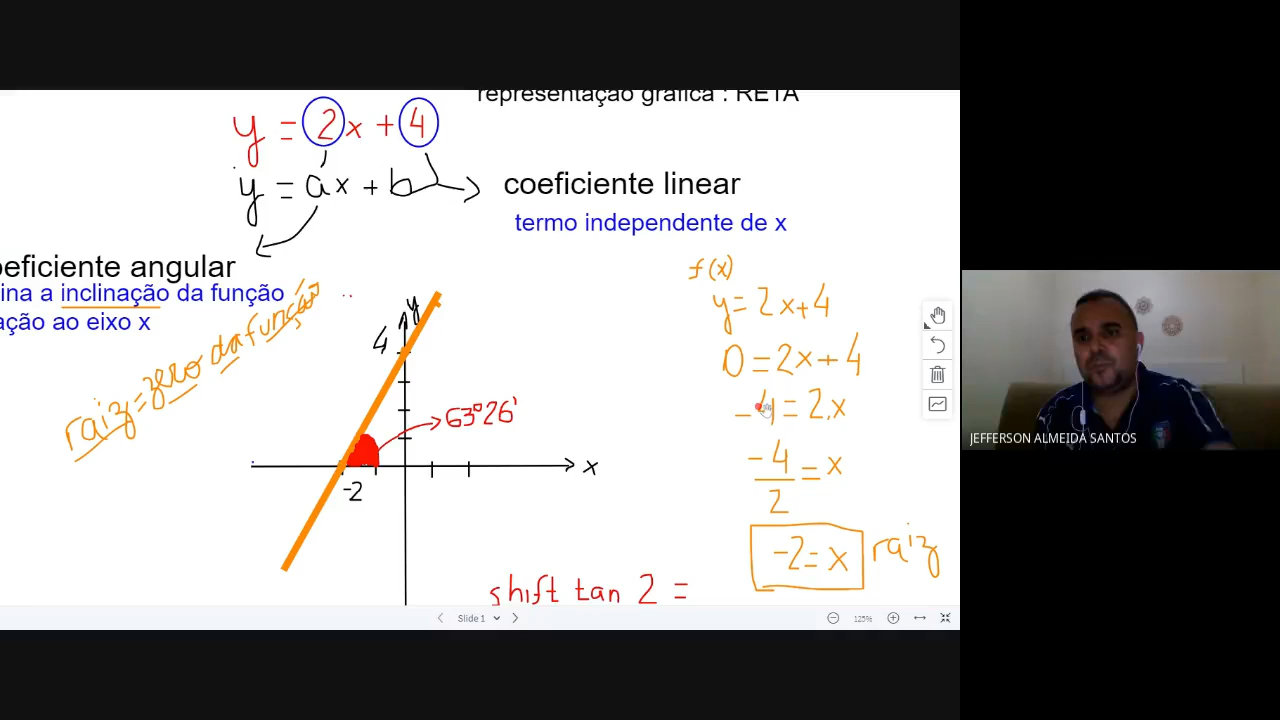 representação gráfica : RETA
y = 2x + 4
y = ax + b
coeficiente linear
termo independente de x
oeficiente angular
ina a inclinação da função
ação ao eixo x
raiz = zero da função
y
4
63°26'
-2
x
f(x)
y = 2x + 4
0 = 2x + 4
-4 = 2.x
-4/2 = x
-2 = x raiz
shift tan 2 =
JEFFERSON ALMEIDA SANTOS
Slide 1
125%